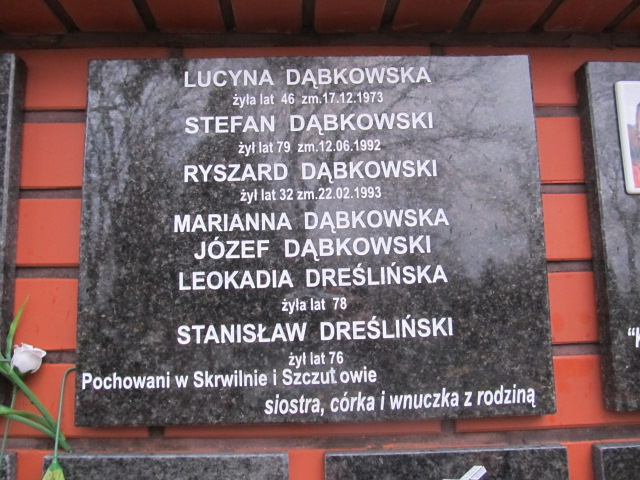 LUCYNA DĄBKOWSKA
żyła lat 46 zm.17.12.1973
STEFAN DĄBKOWSKI
żył lat 79 zm.12.06.1992
RYSZARD DĄBKOWSKI
żył lat 32 zm.22.02.1993
MARIANNA DĄBKOWSKA
JÓZEF DĄBKOWSKI
LEOKADIA DREŚLIŃSKA
żyła lat 78
STANISŁAW DREŚLIŃSKI
żył lat 76
Pochowani w Skrwilnie i Szczutowie
siostra, córka i wnuczka z rodziną